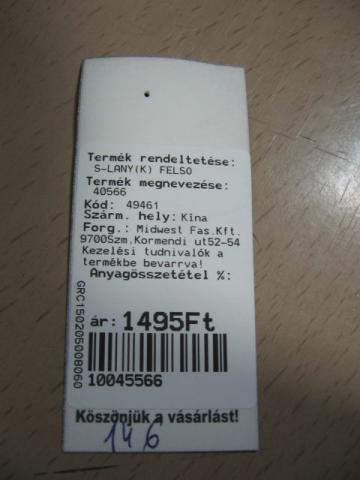 Termék rendeltetése:
S-LANY(K) FELSO
Termék megnevezése:
40566
Kód: 49461
Szárm. hely: Kína
Forg.: Midwest Fas.Kft.
9700Szm,Kormendi ut52-54
Kezelési tudnivalók a
termékbe bevarrva!
Anyagösszetétel %:
GRC150205008060
ár: 1495Ft
10045566
Köszönjük a vásárlást!
146